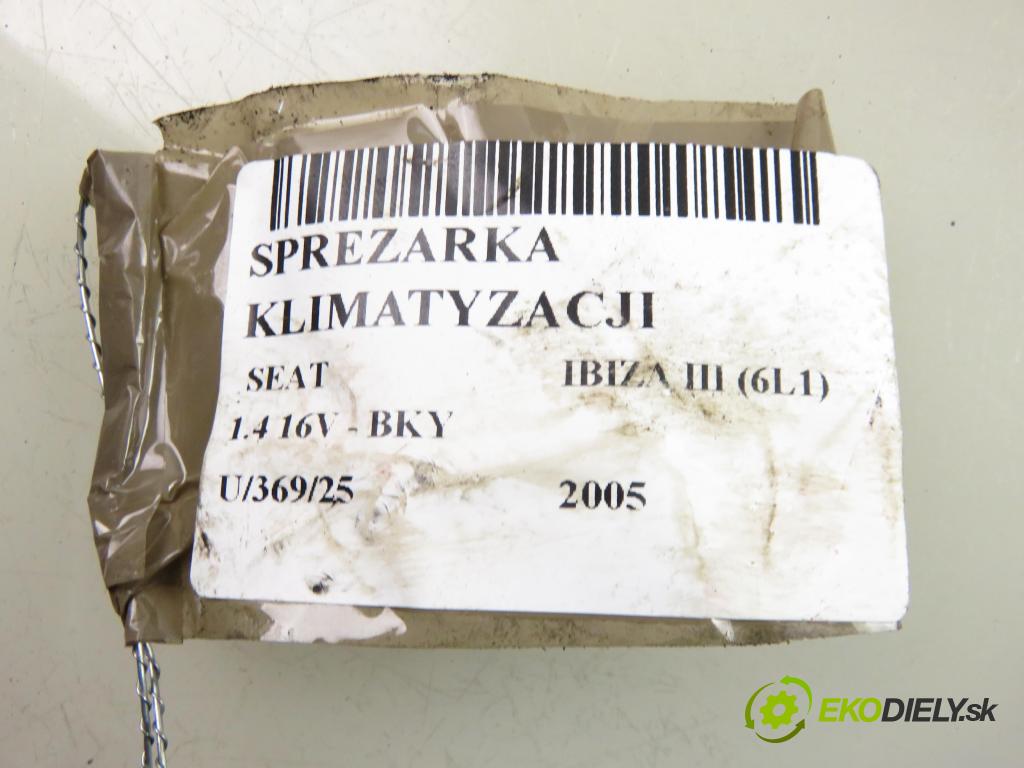 SPREZARKA
KLIMATYZACJI
SEAT IBIZA III (6L1)
1.4 16V - BKY
U/369/25 2005
EKODIELY.sk